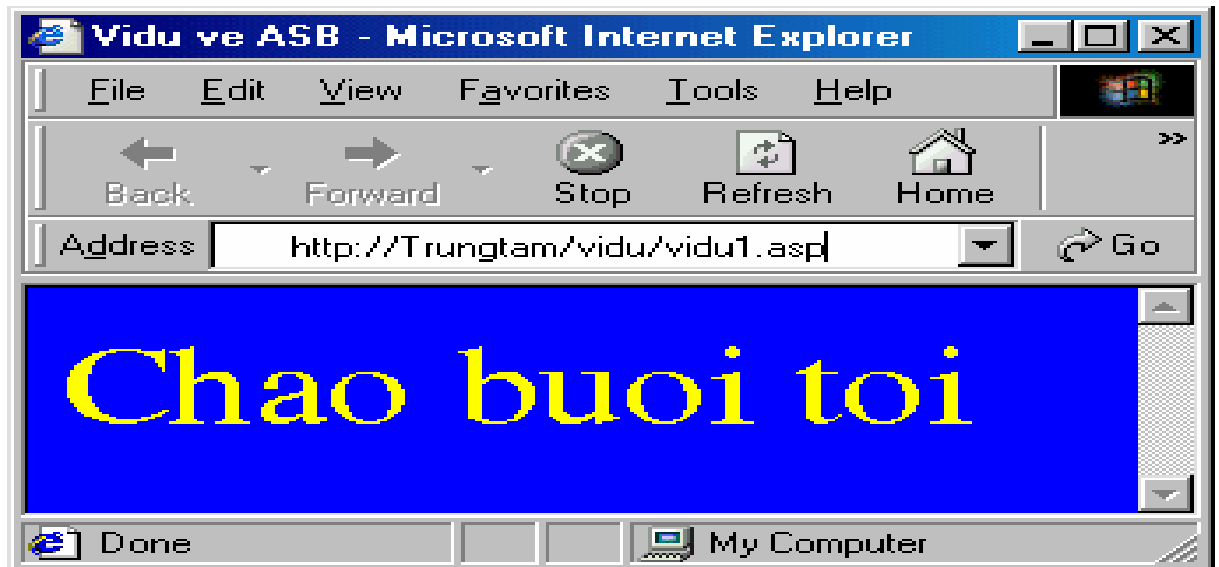 Vidu ve ASB - Microsoft Internet Explorer
File Edit View Favorites Tools Help
Back Forward Stop Refresh Home »
Address http://Trungtam/vidu/vidu1.asp Go
Chao buoi toi
Done My Computer